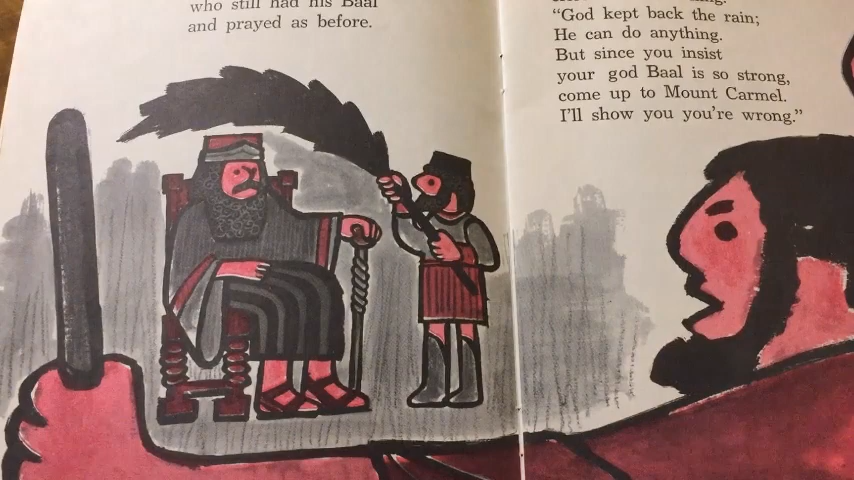 who still had his Baal
and prayed as before.
“God kept back the rain;
He can do anything.
But since you insist
your god Baal is so strong,
come up to Mount Carmel.
I’ll show you you’re wrong.”